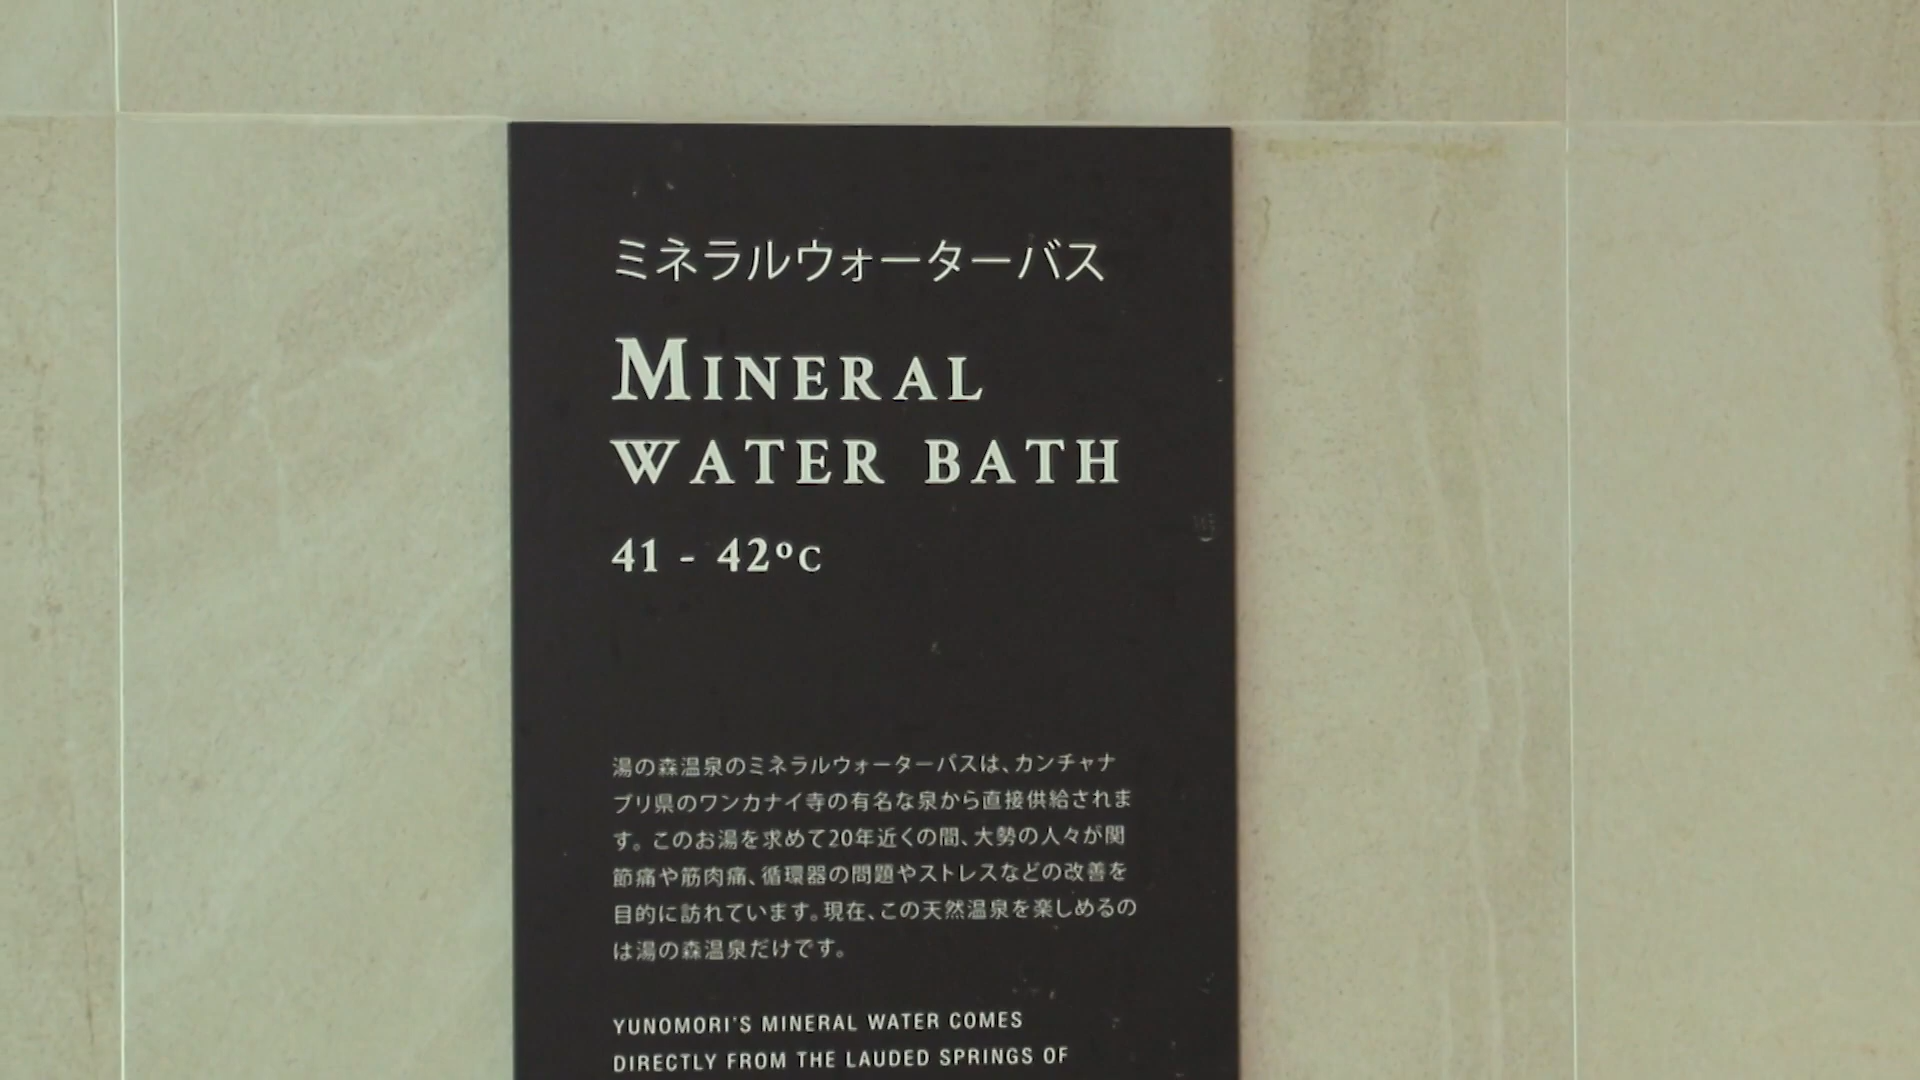 ミネラルウォーターバス
MINERAL
WATER BATH
41 - 42ºC
湯の森温泉のミネラルウォーターバスは、カンチャナ
ブリ県のワンカナイ寺の有名な泉から直接供給されま
す。このお湯を求めて20年近くの間、大勢の人々が関
節痛や筋肉痛、循環器の問題やストレスなどの改善を
目的に訪れています。現在、この天然温泉を楽しめるの
は湯の森温泉だけです。
YUNOMORI'S MINERAL WATER COMES
DIRECTLY FROM THE LAUDED SPRINGS OF